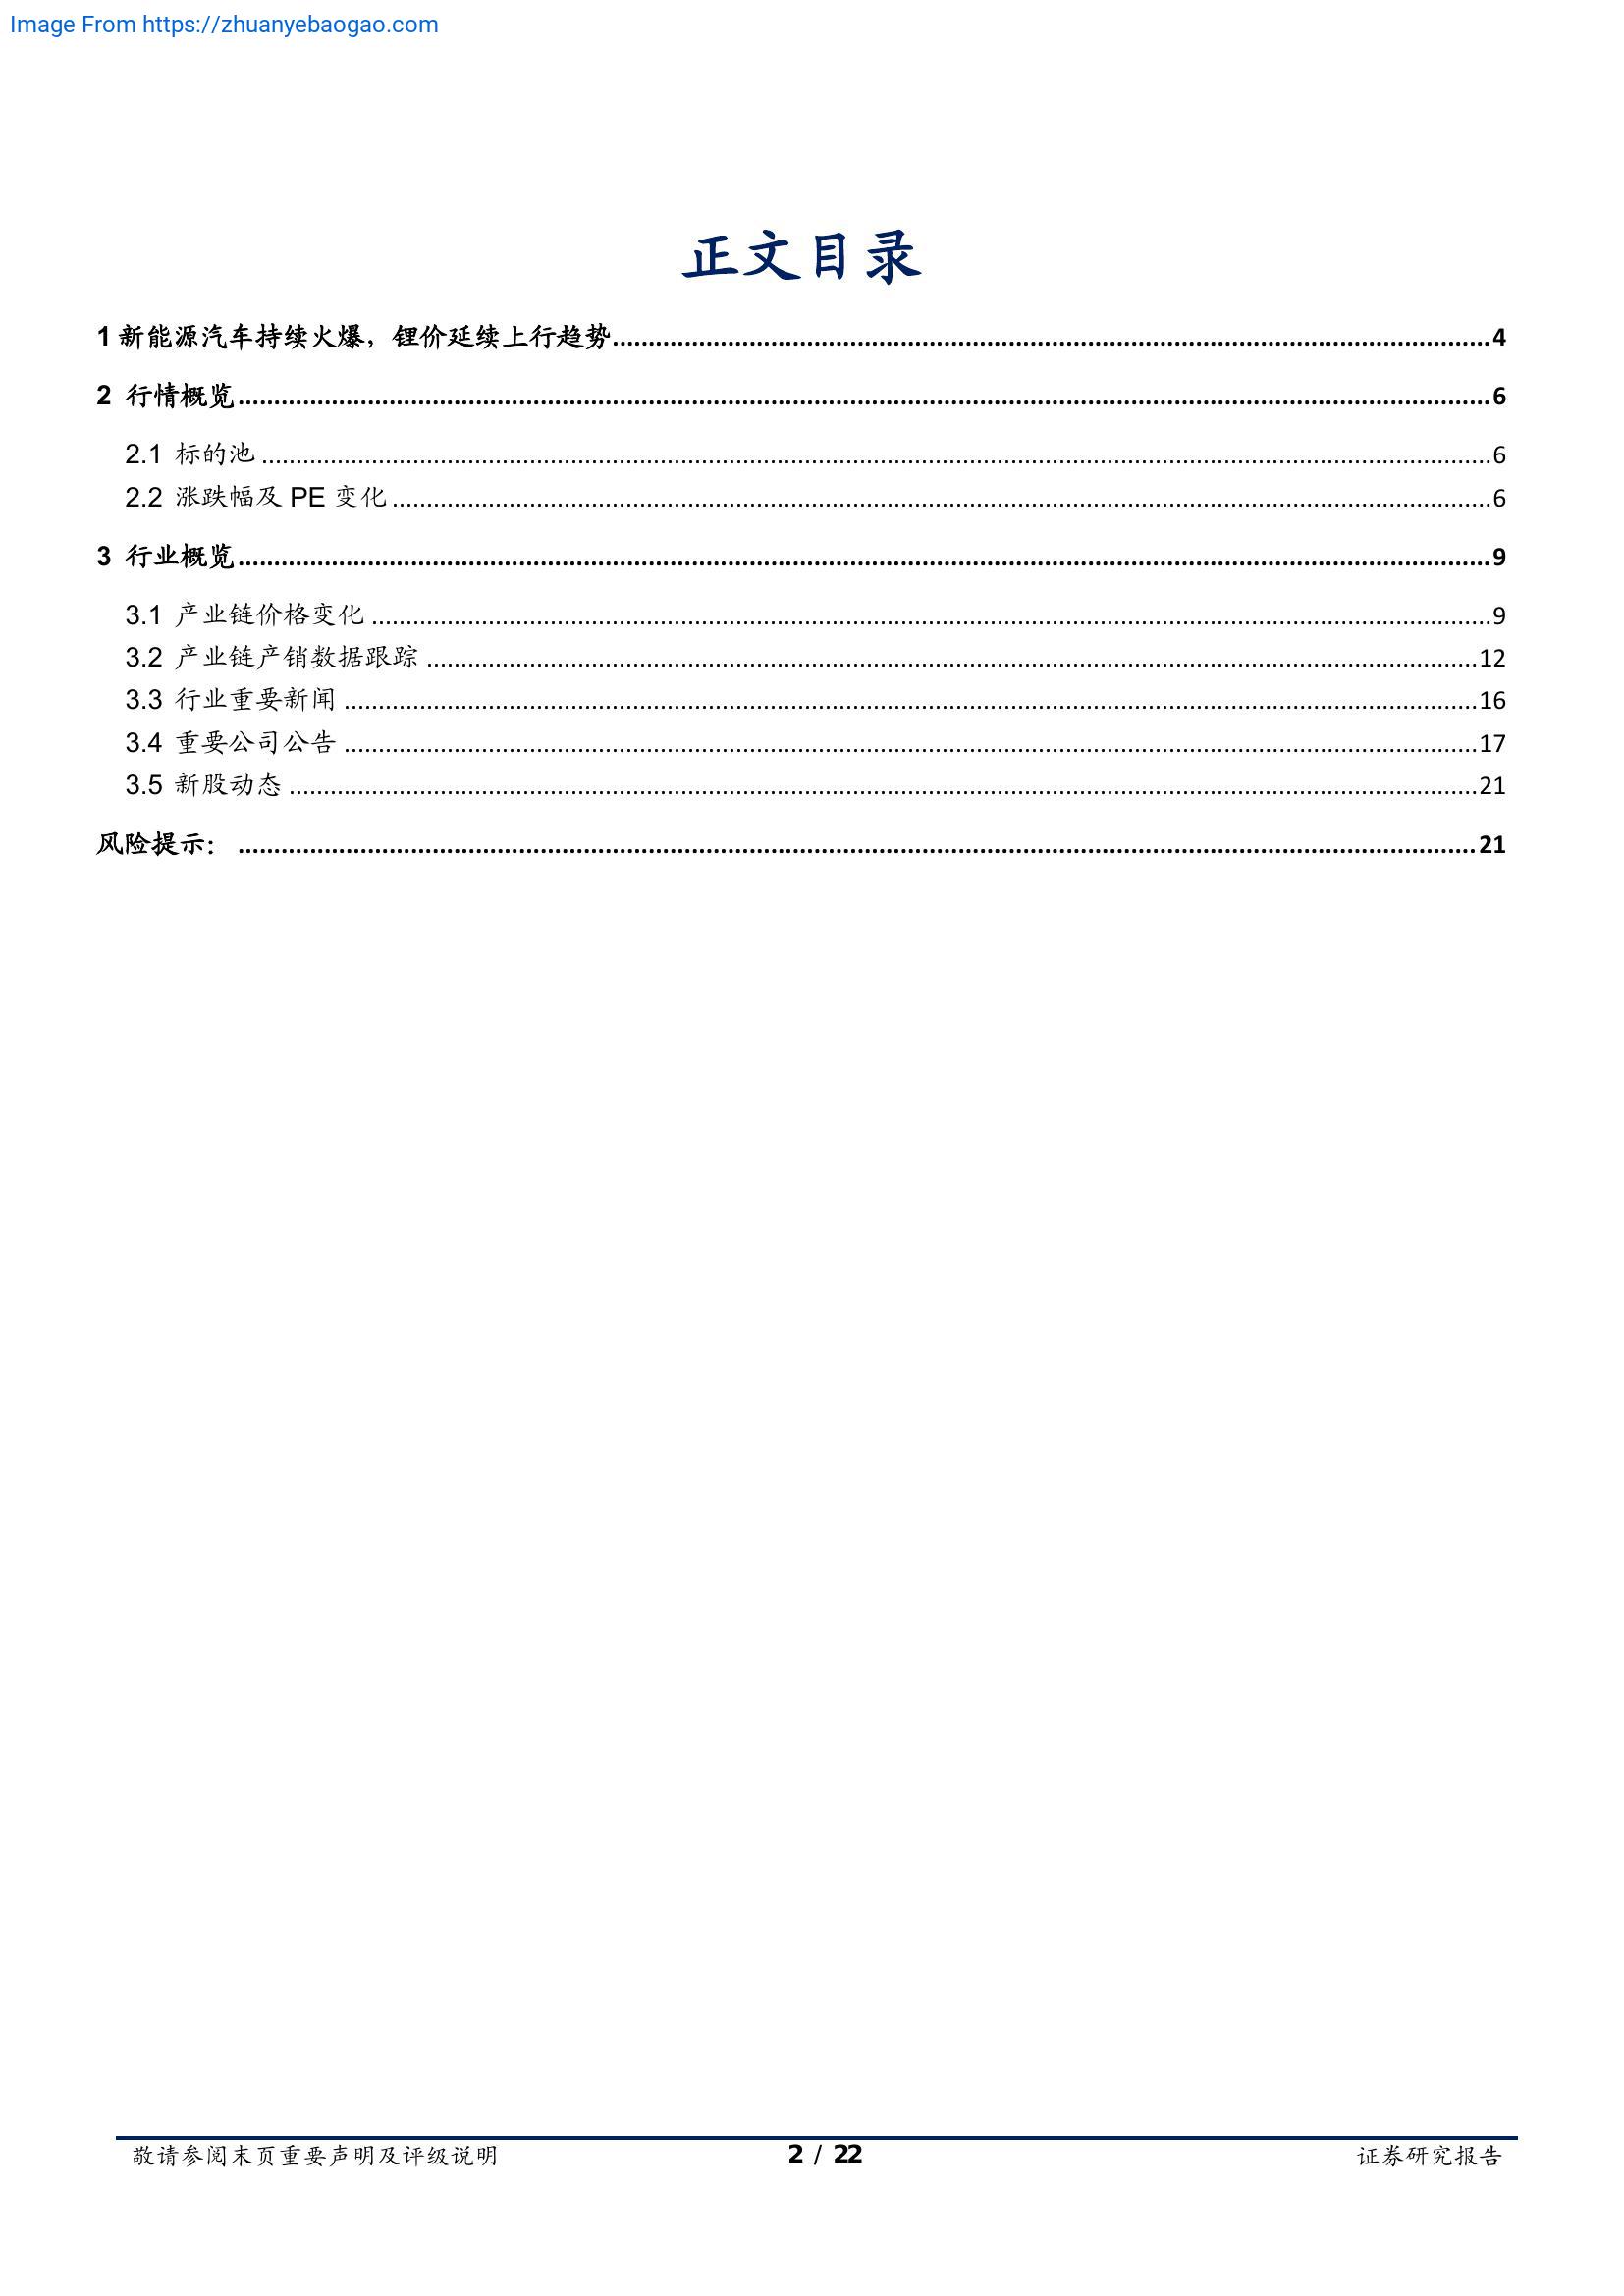 Image From https://zhuanyebaogao.com
正文目录
1 新能源汽车持续火爆，锂价延续上行趋势........................................4
2 行情概览........................................6
2.1 标的池........................................6
2.2 涨跌幅及 PE 变化........................................6
3 行业概览........................................9
3.1 产业链价格变化........................................9
3.2 产业链产销数据跟踪........................................12
3.3 行业重要新闻........................................16
3.4 重要公司公告........................................17
3.5 新股动态........................................21
风险提示：........................................21
敬请参阅末页重要声明及评级说明 2 / 22 证券研究报告